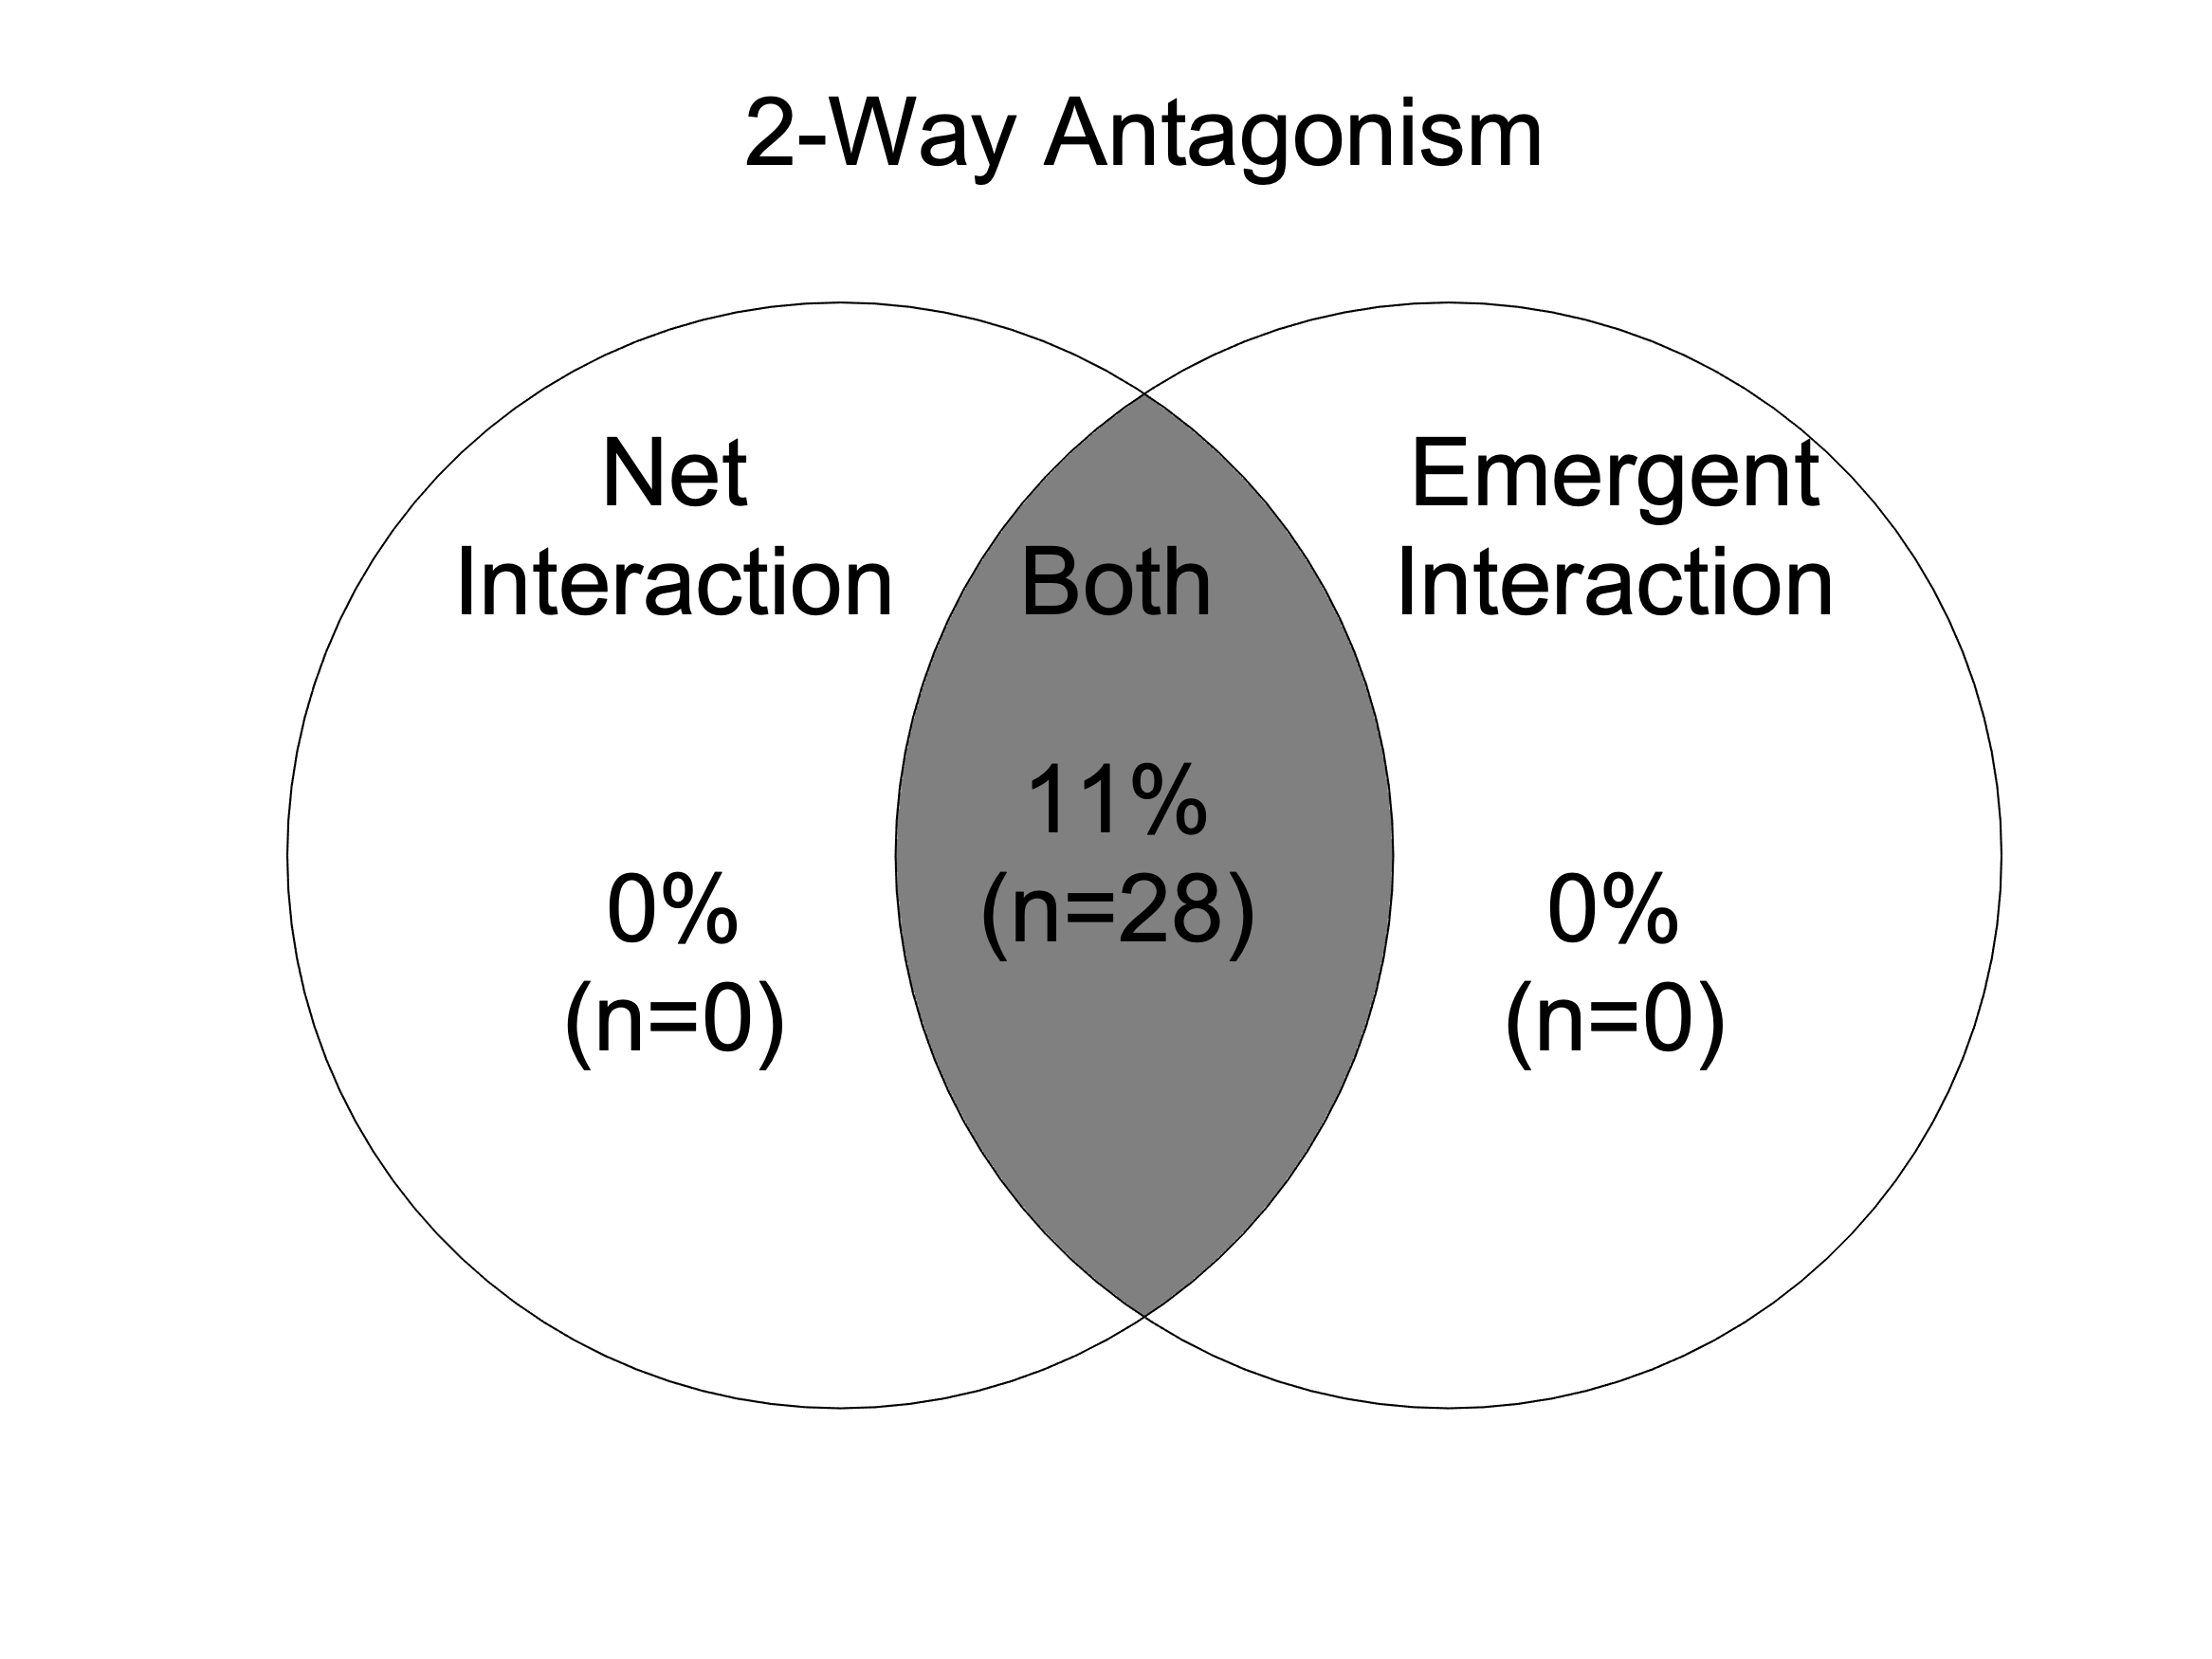 2-Way Antagonism
Net
Interaction
0%
(n=0)
Both
11%
(n=28)
Emergent
Interaction
0%
(n=0)